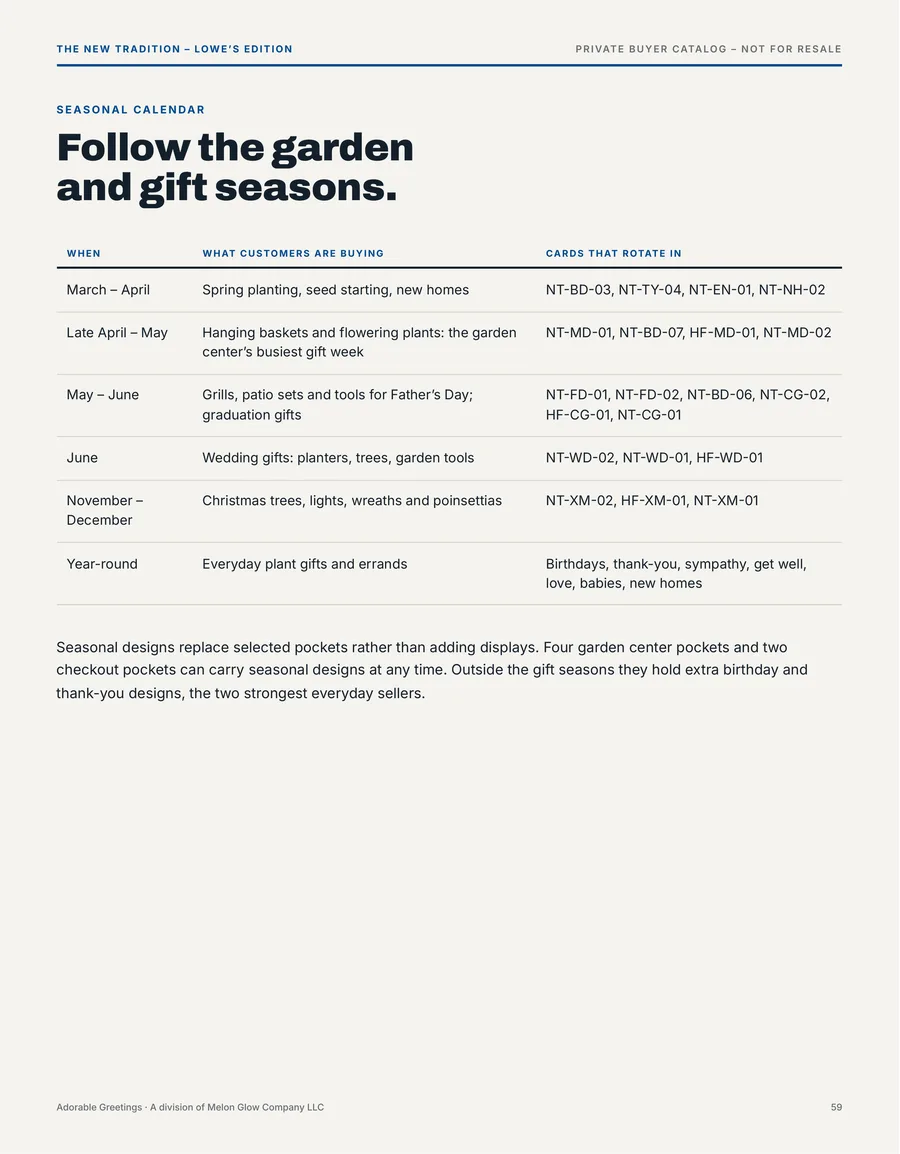 THE NEW TRADITION – LOWE’S EDITION
PRIVATE BUYER CATALOG – NOT FOR RESALE
SEASONAL CALENDAR
Follow the garden
and gift seasons.
WHEN WHAT CUSTOMERS ARE BUYING CARDS THAT ROTATE IN
March – April Spring planting, seed starting, new homes NT-BD-03, NT-TY-04, NT-EN-01, NT-NH-02
Late April – May Hanging baskets and flowering plants: the garden NT-MD-01, NT-BD-07, HF-MD-01, NT-MD-02
center’s busiest gift week
May – June Grills, patio sets and tools for Father’s Day; NT-FD-01, NT-FD-02, NT-BD-06, NT-CG-02,
graduation gifts HF-CG-01, NT-CG-01
June Wedding gifts: planters, trees, garden tools NT-WD-02, NT-WD-01, HF-WD-01
November – Christmas trees, lights, wreaths and poinsettias NT-XM-02, HF-XM-01, NT-XM-01
December
Year-round Everyday plant gifts and errands Birthdays, thank-you, sympathy, get well,
love, babies, new homes
Seasonal designs replace selected pockets rather than adding displays. Four garden center pockets and two
checkout pockets can carry seasonal designs at any time. Outside the gift seasons they hold extra birthday and
thank-you designs, the two strongest everyday sellers.
Adorable Greetings · A division of Melon Glow Company LLC
59